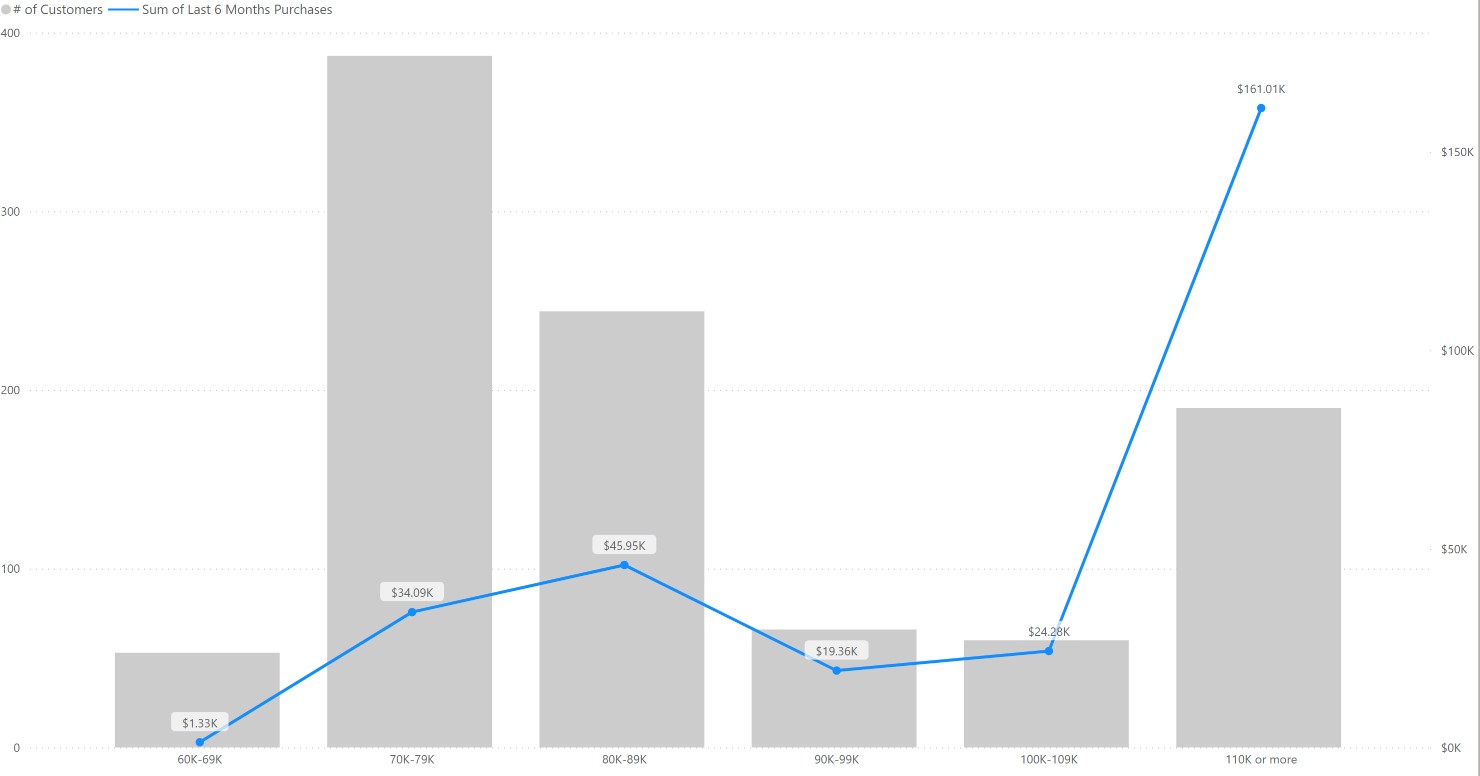 # of Customers Sum of Last 6 Months Purchases
400
300
200
100
0
$150K
$100K
$50K
$0K
$1.33K
$34.09K
$45.95K
$19.36K
$24.28K
$161.01K
60K-69K 70K-79K 80K-89K 90K-99K 100K-109K 110K or more